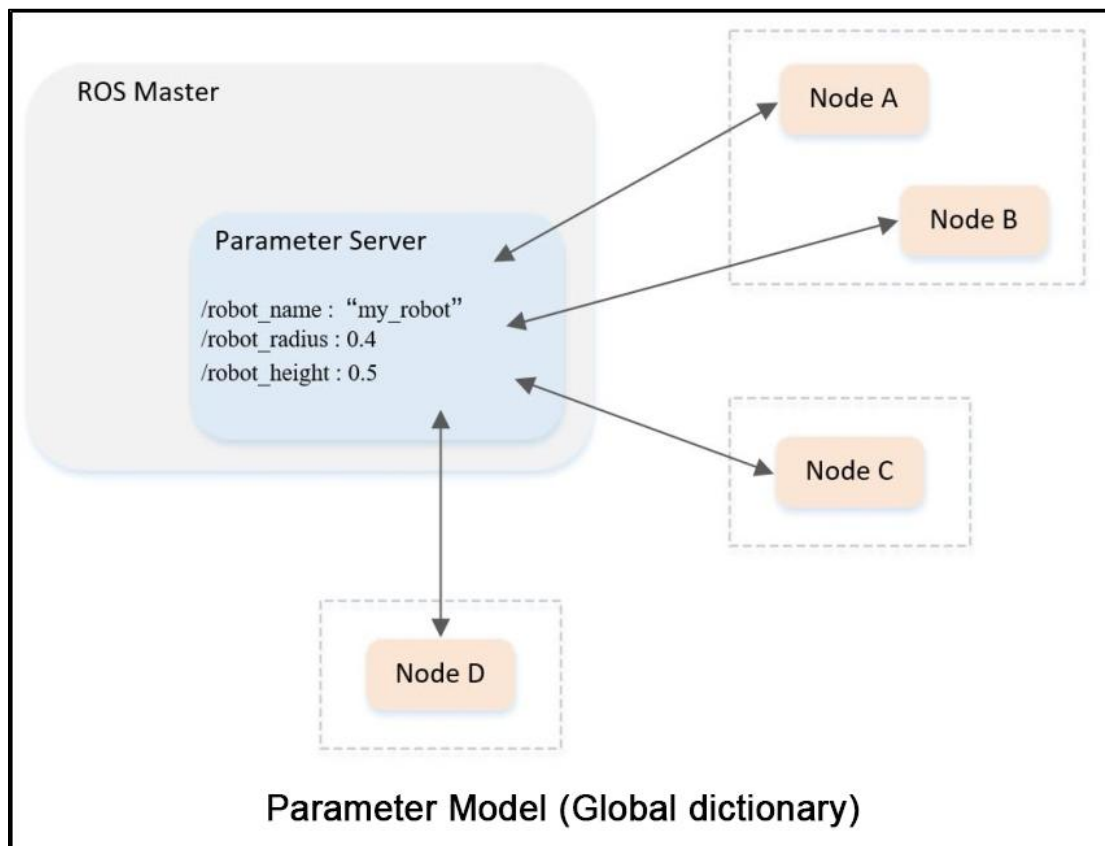 ROS Master
Parameter Server
/robot_name : “my_robot”
/robot_radius : 0.4
/robot_height : 0.5
Node A
Node B
Node C
Node D
Parameter Model (Global dictionary)